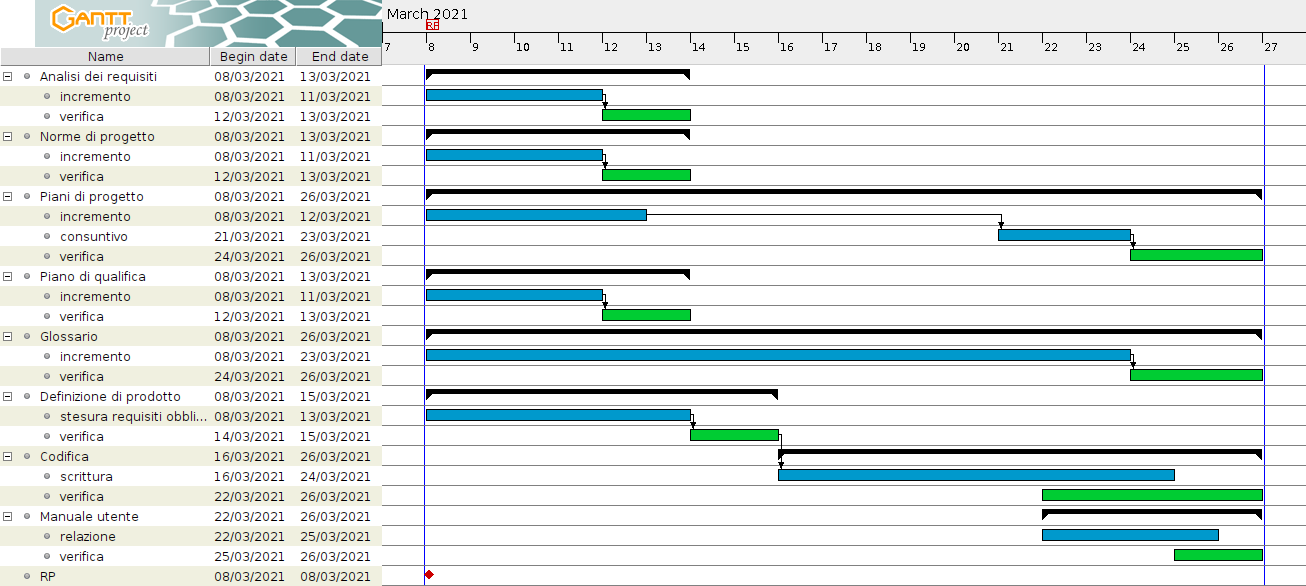 GANTT
project
March 2021
RP
7 8 9 10 11 12 13 14 15 16 17 18 19 20 21 22 23 24 25 26 27
Name Begin date End date
Analisi dei requisiti 08/03/2021 13/03/2021
incremento 08/03/2021 11/03/2021
verifica 12/03/2021 13/03/2021
Norme di progetto 08/03/2021 13/03/2021
incremento 08/03/2021 11/03/2021
verifica 12/03/2021 13/03/2021
Piani di progetto 08/03/2021 26/03/2021
incremento 08/03/2021 12/03/2021
consuntivo 21/03/2021 23/03/2021
verifica 24/03/2021 26/03/2021
Piano di qualifica 08/03/2021 13/03/2021
incremento 08/03/2021 11/03/2021
verifica 12/03/2021 13/03/2021
Glossario 08/03/2021 26/03/2021
incremento 08/03/2021 23/03/2021
verifica 24/03/2021 26/03/2021
Definizione di prodotto 08/03/2021 15/03/2021
stesura requisiti obbli... 08/03/2021 13/03/2021
verifica 14/03/2021 15/03/2021
Codifica 16/03/2021 26/03/2021
scrittura 16/03/2021 24/03/2021
verifica 22/03/2021 26/03/2021
Manuale utente 22/03/2021 26/03/2021
relazione 22/03/2021 25/03/2021
verifica 25/03/2021 26/03/2021
RP 08/03/2021 08/03/2021